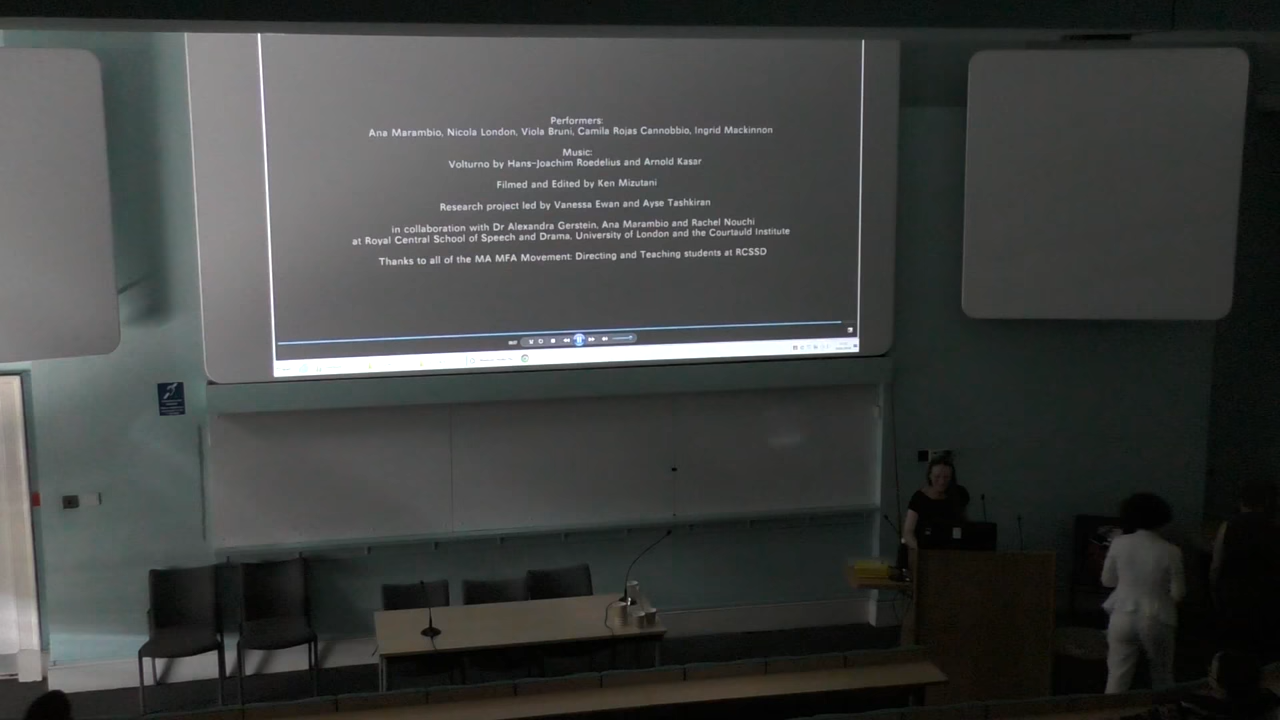 Performers:
Ana Marambio, Nicola London, Viola Bruni, Camila Rojas Cannobbio, Ingrid Mackinnon
Music:
Volturno by Hans-Joachim Roedelius and Arnold Kasar
Filmed and Edited by Ken Mizutani
Research project led by Vanessa Ewan and Ayse Tashkiran
in collaboration with Dr Alexandra Gerstein, Ana Marambio and Rachel Nouchi
at Royal Central School of Speech and Drama, University of London and the Courtauld Institute
Thanks to all of the MA MFA Movement: Directing and Teaching students at RCSSD